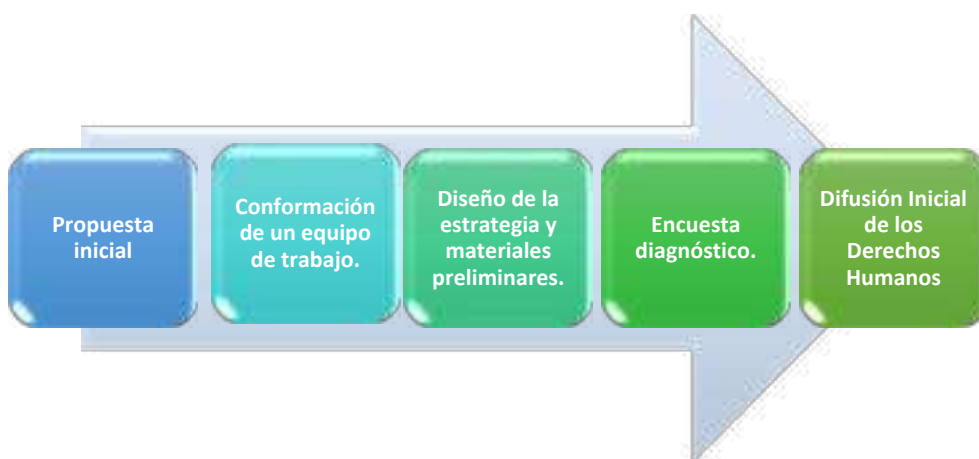 Propuesta
inicial
Conformación
de un equipo
de trabajo.
Diseño de la
estrategia y
materiales
preliminares.
Encuesta
diagnóstico.
Difusión Inicial
de los
Derechos
Humanos